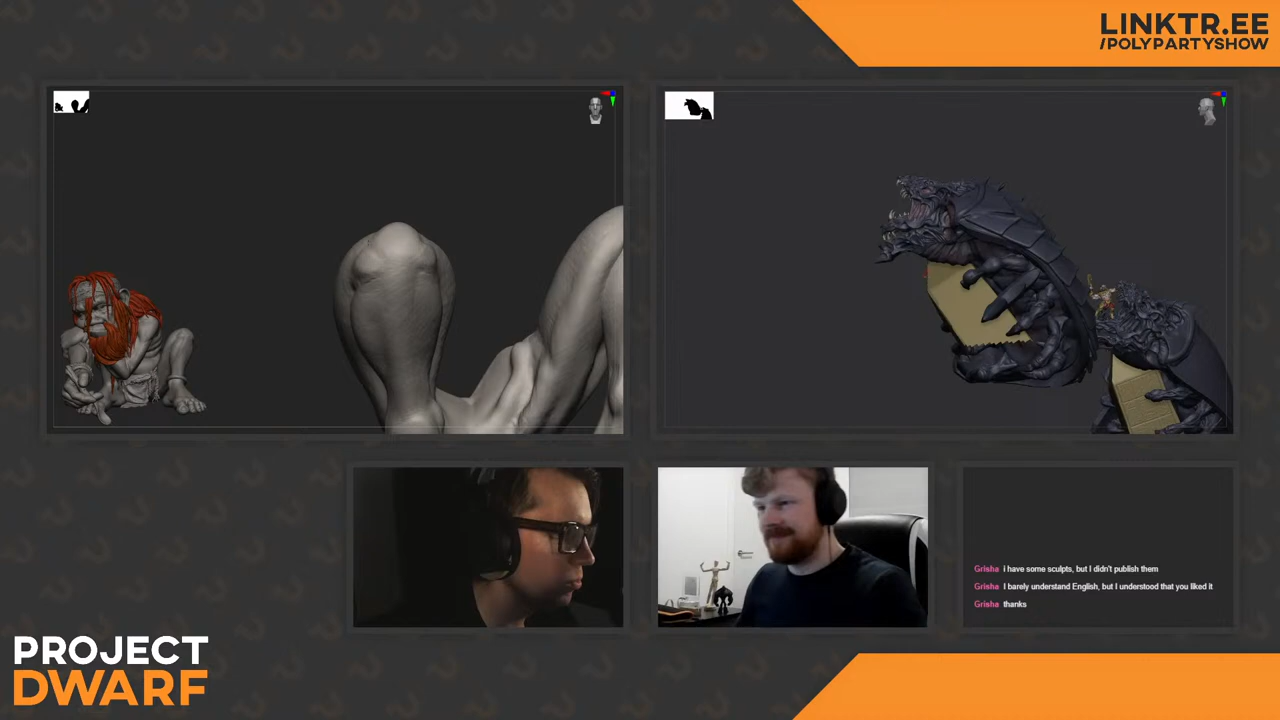 LINKTR.EE
/POLYPARTYSHOW
Grisha i have some sculpts, but I didn't publish them
Grisha I barely understand English, but I understood that you liked it
Grisha thanks
PROJECT
DWARF